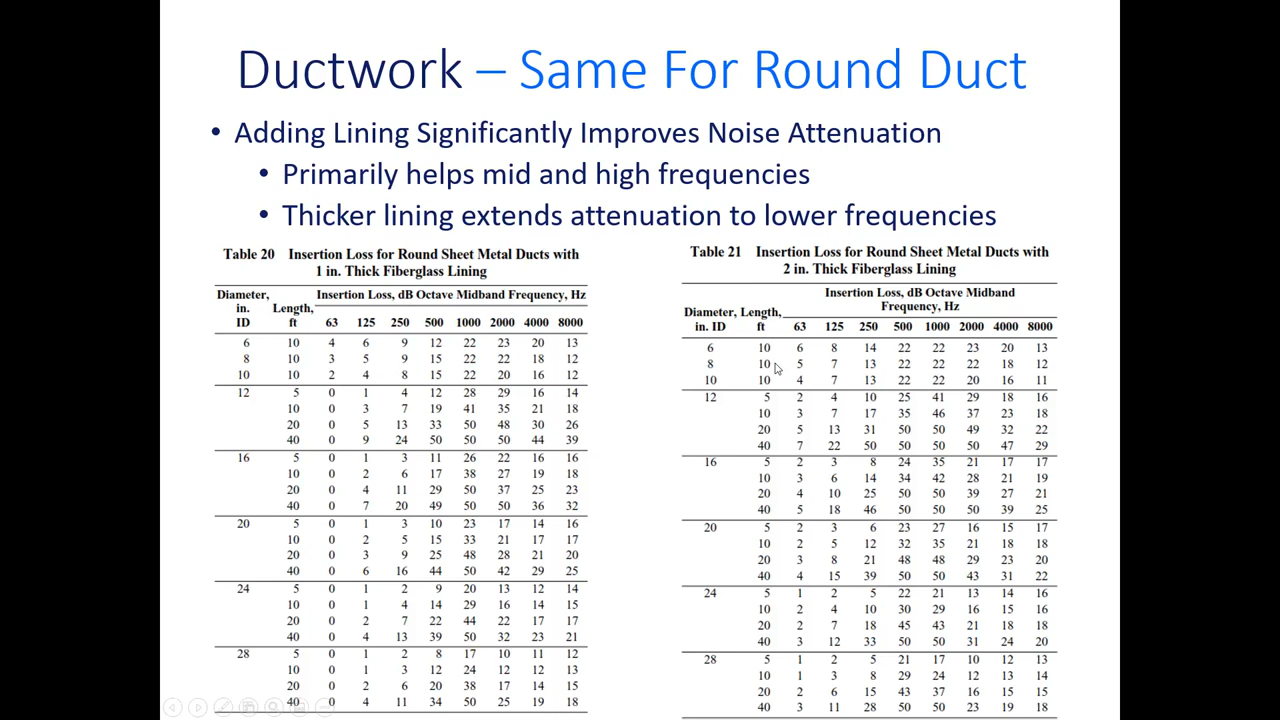 Ductwork – Same For Round Duct
• Adding Lining Significantly Improves Noise Attenuation
• Primarily helps mid and high frequencies
• Thicker lining extends attenuation to lower frequencies
Table 20 Insertion Loss for Round Sheet Metal Ducts with
1 in. Thick Fiberglass Lining
Diameter, in. ID Length, ft Insertion Loss, dB Octave Midband Frequency, Hz
63 125 250 500 1000 2000 4000 8000
6 10 4 6 9 12 22 23 20 13
8 10 3 5 9 15 22 22 18 12
10 10 2 4 8 15 22 20 16 12
12 5 0 1 4 12 28 29 16 14
10 0 3 7 19 41 35 21 18
20 0 5 13 33 50 48 30 26
40 0 9 24 50 50 50 44 39
16 5 0 1 3 11 26 22 16 16
10 0 2 6 17 38 27 19 18
20 0 4 11 29 50 37 25 23
40 0 7 20 49 50 50 36 32
20 5 0 1 3 10 23 17 14 16
10 0 2 5 15 33 21 17 17
20 0 3 9 25 48 28 21 20
40 0 6 16 44 50 42 29 25
24 5 0 1 2 9 20 13 12 14
10 0 1 4 14 29 16 14 15
20 0 2 7 22 44 22 17 17
40 0 4 13 39 50 32 23 21
28 5 0 1 2 8 17 10 11 12
10 0 1 3 12 24 12 12 13
20 0 2 6 20 38 17 14 15
40 0 4 11 34 50 25 19 18
Table 21 Insertion Loss for Round Sheet Metal Ducts with
2 in. Thick Fiberglass Lining
Insertion Loss, dB Octave Midband
Frequency, Hz
Diameter, Length,
in. ID ft 63 125 250 500 1000 2000 4000 8000
6 10 6 8 14 22 22 23 20 13
8 10 5 7 13 22 22 22 18 12
10 10 4 7 13 22 22 20 16 11
12 5 2 4 10 25 41 29 18 16
10 3 7 17 35 46 37 23 18
20 5 13 31 50 50 49 32 22
40 7 22 50 50 50 50 47 29
16 5 2 3 8 24 35 21 17 17
10 3 6 14 34 42 28 21 19
20 4 10 25 50 50 39 27 21
40 5 18 46 50 50 50 39 25
20 5 2 3 6 23 27 16 15 17
10 2 5 12 32 35 21 18 18
20 3 8 21 48 48 29 23 20
40 4 15 39 50 50 43 31 22
24 5 1 2 5 22 21 13 14 16
10 2 4 10 30 29 16 15 16
20 2 7 18 45 43 21 18 18
40 3 12 33 50 50 31 24 20
28 5 1 2 5 21 17 10 12 13
10 1 3 8 29 24 12 13 14
20 2 6 15 43 37 16 15 15
40 3 11 28 50 50 23 19 18